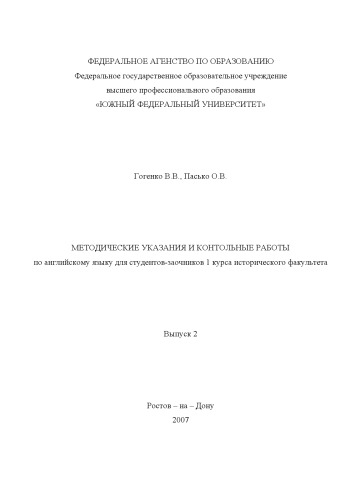 ФЕДЕРАЛЬНОЕ АГЕНСТВО ПО ОБРАЗОВАНИЮ
Федеральное государственное образовательное учреждение
высшего профессионального образования
«ЮЖНЫЙ ФЕДЕРАЛЬНЫЙ УНИВЕРСИТЕТ»
Гогенко В.В., Пасько О.В.
МЕТОДИЧЕСКИЕ УКАЗАНИЯ И КОНТОЛЬНЫЕ РАБОТЫ
по английскому языку для студентов-заочников 1 курса исторического факультета
Выпуск 2
Ростов – на – Дону
2007